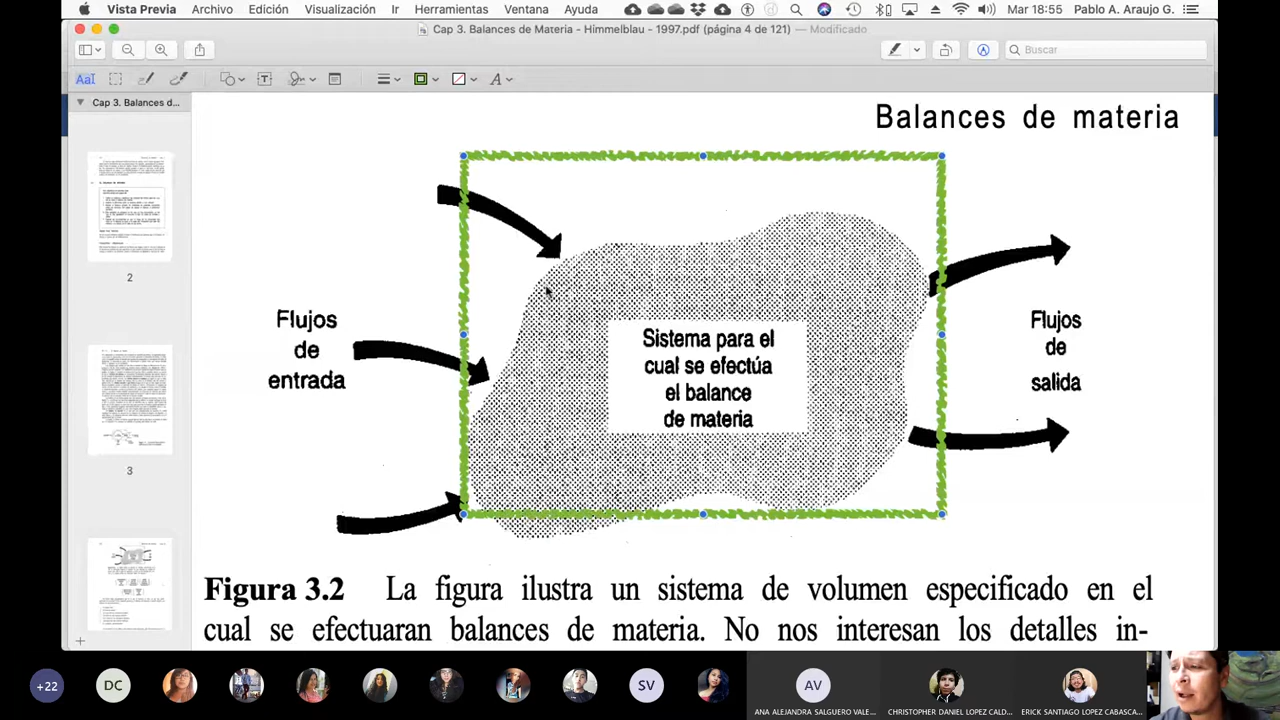 Vista Previa Archivo Edición Visualización Ir Herramientas Ventana Ayuda Mar 18:55 Pablo A. Araujo G.
Cap 3. Balances de Materia - Himmelblau - 1997.pdf (página 4 de 121) — Modificado
Buscar
AaI T A
Cap 3. Balances d...
2
3
Balances de materia
Flujos
de
entrada
Sistema para el
cual se efectúa
el balance
de materia
Flujos
de
salida
Figura 3.2 La figura ilustra un sistema de volumen especificado en el
cual se efectuaran balances de materia. No nos interesan los detalles in-
+22 DC SV AV
ANA ALEJANDRA SALGUERO VALE... CHRISTOPHER DANIEL LOPEZ CALD... ERICK SANTIAGO LOPEZ CABASCA...